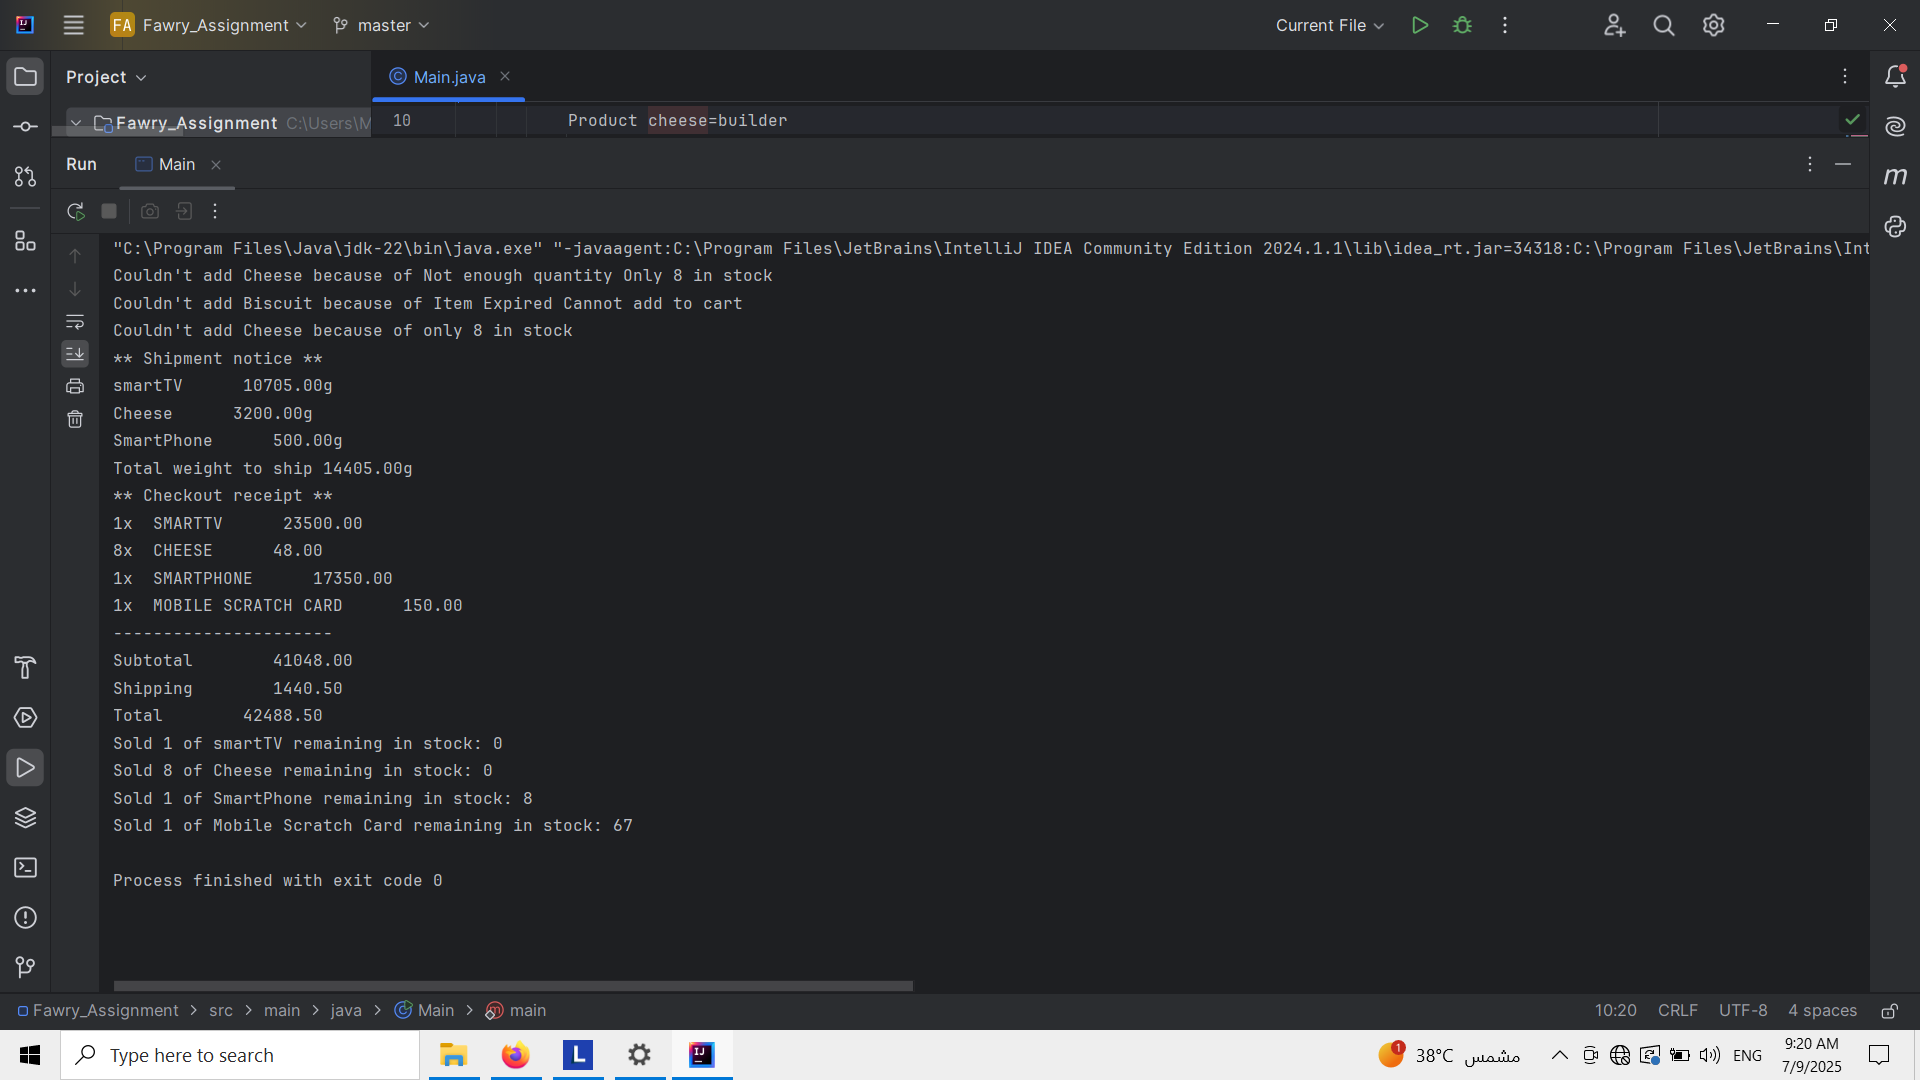 FA Fawry_Assignment master Current File
Project Main.java
Fawry_Assignment C:\Users\M 10 Product cheese=builder
Run Main
"C:\Program Files\Java\jdk-22\bin\java.exe" "-javaagent:C:\Program Files\JetBrains\IntelliJ IDEA Community Edition 2024.1.1\lib\idea_rt.jar=34318:C:\Program Files\JetBrains\Int
Couldn't add Cheese because of Not enough quantity Only 8 in stock
Couldn't add Biscuit because of Item Expired Cannot add to cart
Couldn't add Cheese because of only 8 in stock
** Shipment notice **
smartTV      10705.00g
Cheese      3200.00g
SmartPhone      500.00g
Total weight to ship 14405.00g
** Checkout receipt **
1x  SMARTTV      23500.00
8x  CHEESE      48.00
1x  SMARTPHONE      17350.00
1x  MOBILE SCRATCH CARD      150.00
----------------------
Subtotal        41048.00
Shipping        1440.50
Total        42488.50
Sold 1 of smartTV remaining in stock: 0
Sold 8 of Cheese remaining in stock: 0
Sold 1 of SmartPhone remaining in stock: 8
Sold 1 of Mobile Scratch Card remaining in stock: 67
Process finished with exit code 0
Fawry_Assignment > src > main > java > Main > main 10:20 CRLF UTF-8 4 spaces
Type here to search L 1 38°C مشمس ENG 9:20 AM
7/9/2025